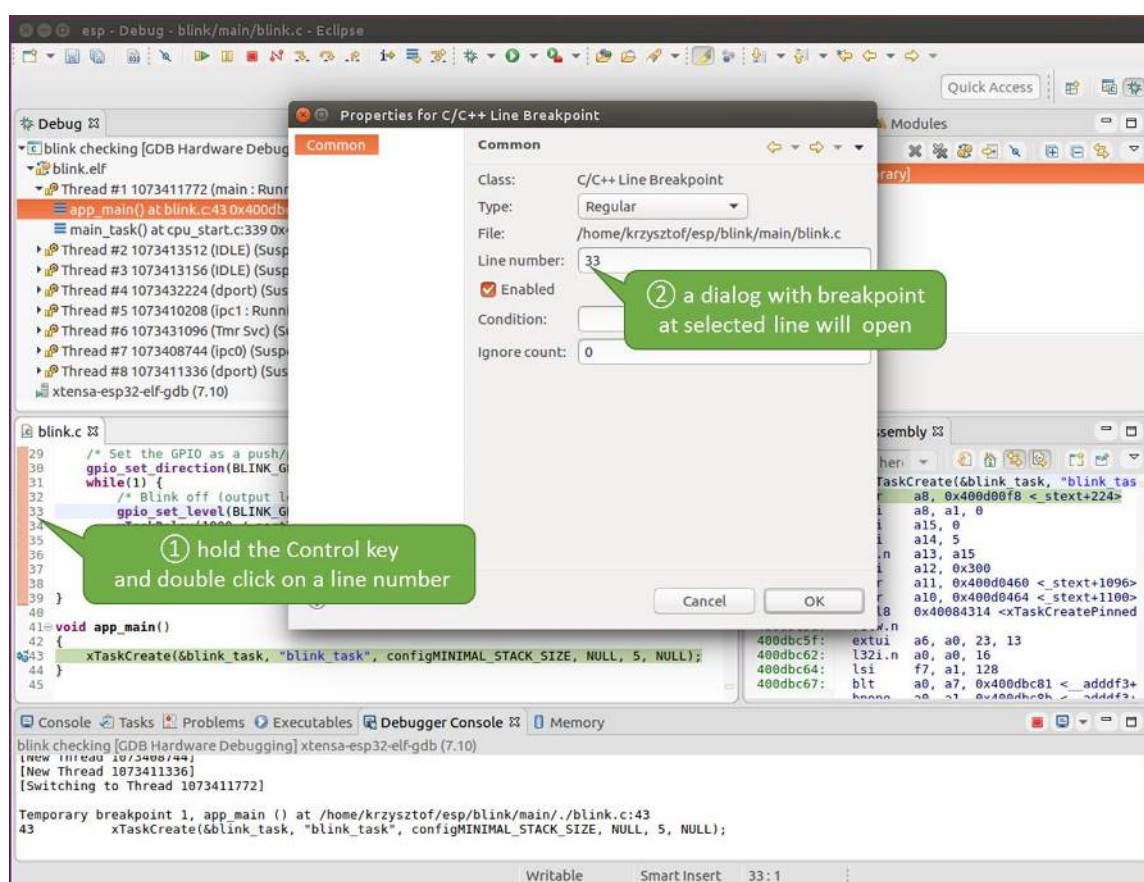 esp - Debug - blink/main/blink.c - Eclipse
Quick Access
Debug
Modules
blink checking [GDB Hardware Debug
blink.elf
Thread #1 1073411772 (main : Runn
app_main() at blink.c:43 0x400db
main_task() at cpu_start.c:339 0x4
Thread #2 1073413512 (IDLE) (Susp
Thread #3 1073413156 (IDLE) (Susp
Thread #4 1073432224 (dport) (Sus
Thread #5 1073410208 (ipc1 : Runni
Thread #6 1073431096 (Tmr Svc) (S
Thread #7 1073408744 (ipc0) (Susp
Thread #8 1073411336 (dport) (Sus
xtensa-esp32-elf-gdb (7.10)
rary]
Properties for C/C++ Line Breakpoint
Common
Common
Class: C/C++ Line Breakpoint
Type: Regular
File: /home/krzysztof/esp/blink/main/blink.c
Line number: 33
Enabled
Condition:
Ignore count: 0
② a dialog with breakpoint
at selected line will open
Cancel OK
blink.c
29 /* Set the GPIO as a push/
30 gpio_set_direction(BLINK_G
31 while(1) {
32 /* Blink off (output l
33 gpio_set_level(BLINK_G
34
35
36
37
38
39 }
40
41 void app_main()
42 {
43 xTaskCreate(&blink_task, "blink_task", configMINIMAL_STACK_SIZE, NULL, 5, NULL);
44 }
45
① hold the Control key
and double click on a line number
sembly
her
TaskCreate(&blink_task, "blink_tas
r a8, 0x400d00f8 <_stext+224>
i a8, a1, 0
i a15, 0
i a14, 5
.n a13, a15
i a12, 0x300
r a11, 0x400d0460 <_stext+1096>
r a10, 0x400d0464 <_stext+1100>
l8 0x40084314 <xTaskCreatePinned
400dbc5f: extui a6, a0, 23, 13
400dbc62: l32i.n a0, a0, 16
400dbc64: lsi f7, a1, 128
400dbc67: blt a0, a7, 0x400dbc81 <__adddf3+
Console Tasks Problems Executables Debugger Console Memory
blink checking [GDB Hardware Debugging] xtensa-esp32-elf-gdb (7.10)
[New Thread 1073408744]
[New Thread 1073411336]
[Switching to Thread 1073411772]
Temporary breakpoint 1, app_main () at /home/krzysztof/esp/blink/main/./blink.c:43
43 xTaskCreate(&blink_task, "blink_task", configMINIMAL_STACK_SIZE, NULL, 5, NULL);
Writable Smart Insert 33 : 1